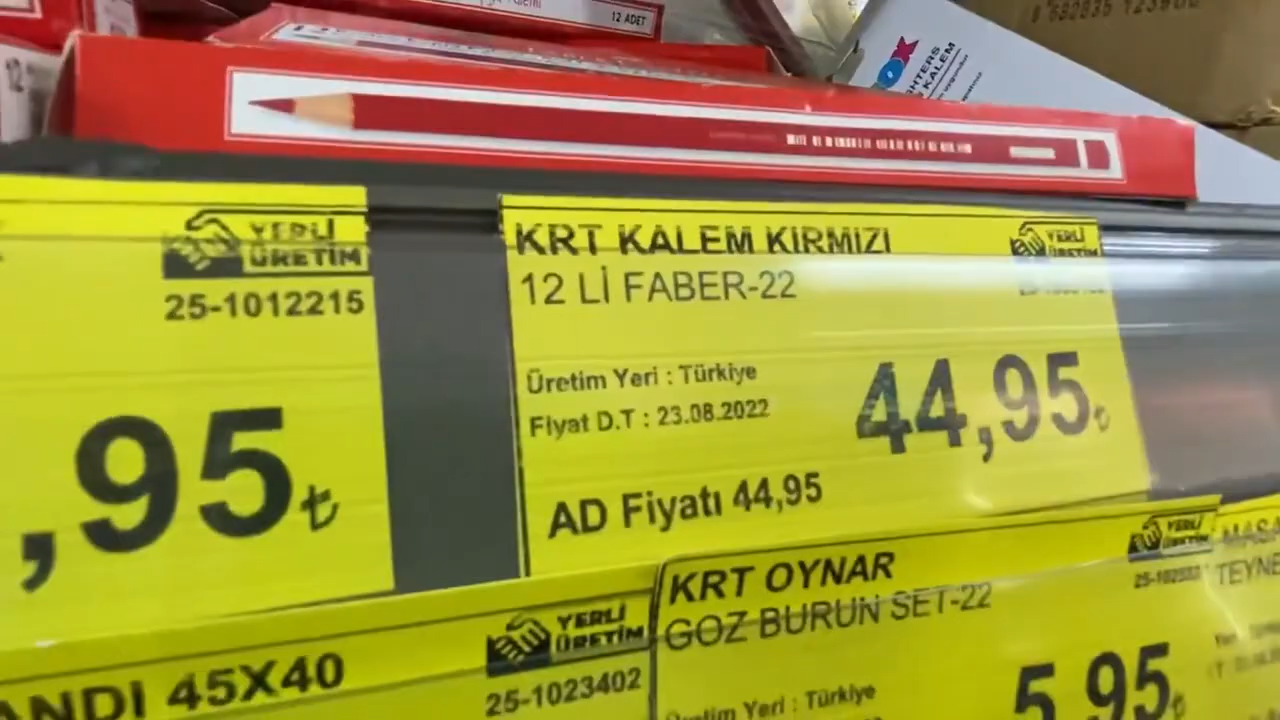 12 ADET
KALEM
YERLİ
ÜRETİM
25-1012215
,95₺
KRT KALEM KIRMIZI
12 Lİ FABER-22
YERLİ
ÜRETİM
Üretim Yeri : Türkiye
Fiyat D.T : 23.08.2022
44,95₺
AD Fiyatı 44,95
YERLİ
ÜRETİM
25-1023402
ANDI 45X40
KRT OYNAR
GOZ BURUN SET-22
YERLİ
ÜRETİM
Üretim Yeri : Türkiye
5,95₺
MASA
TEYNE